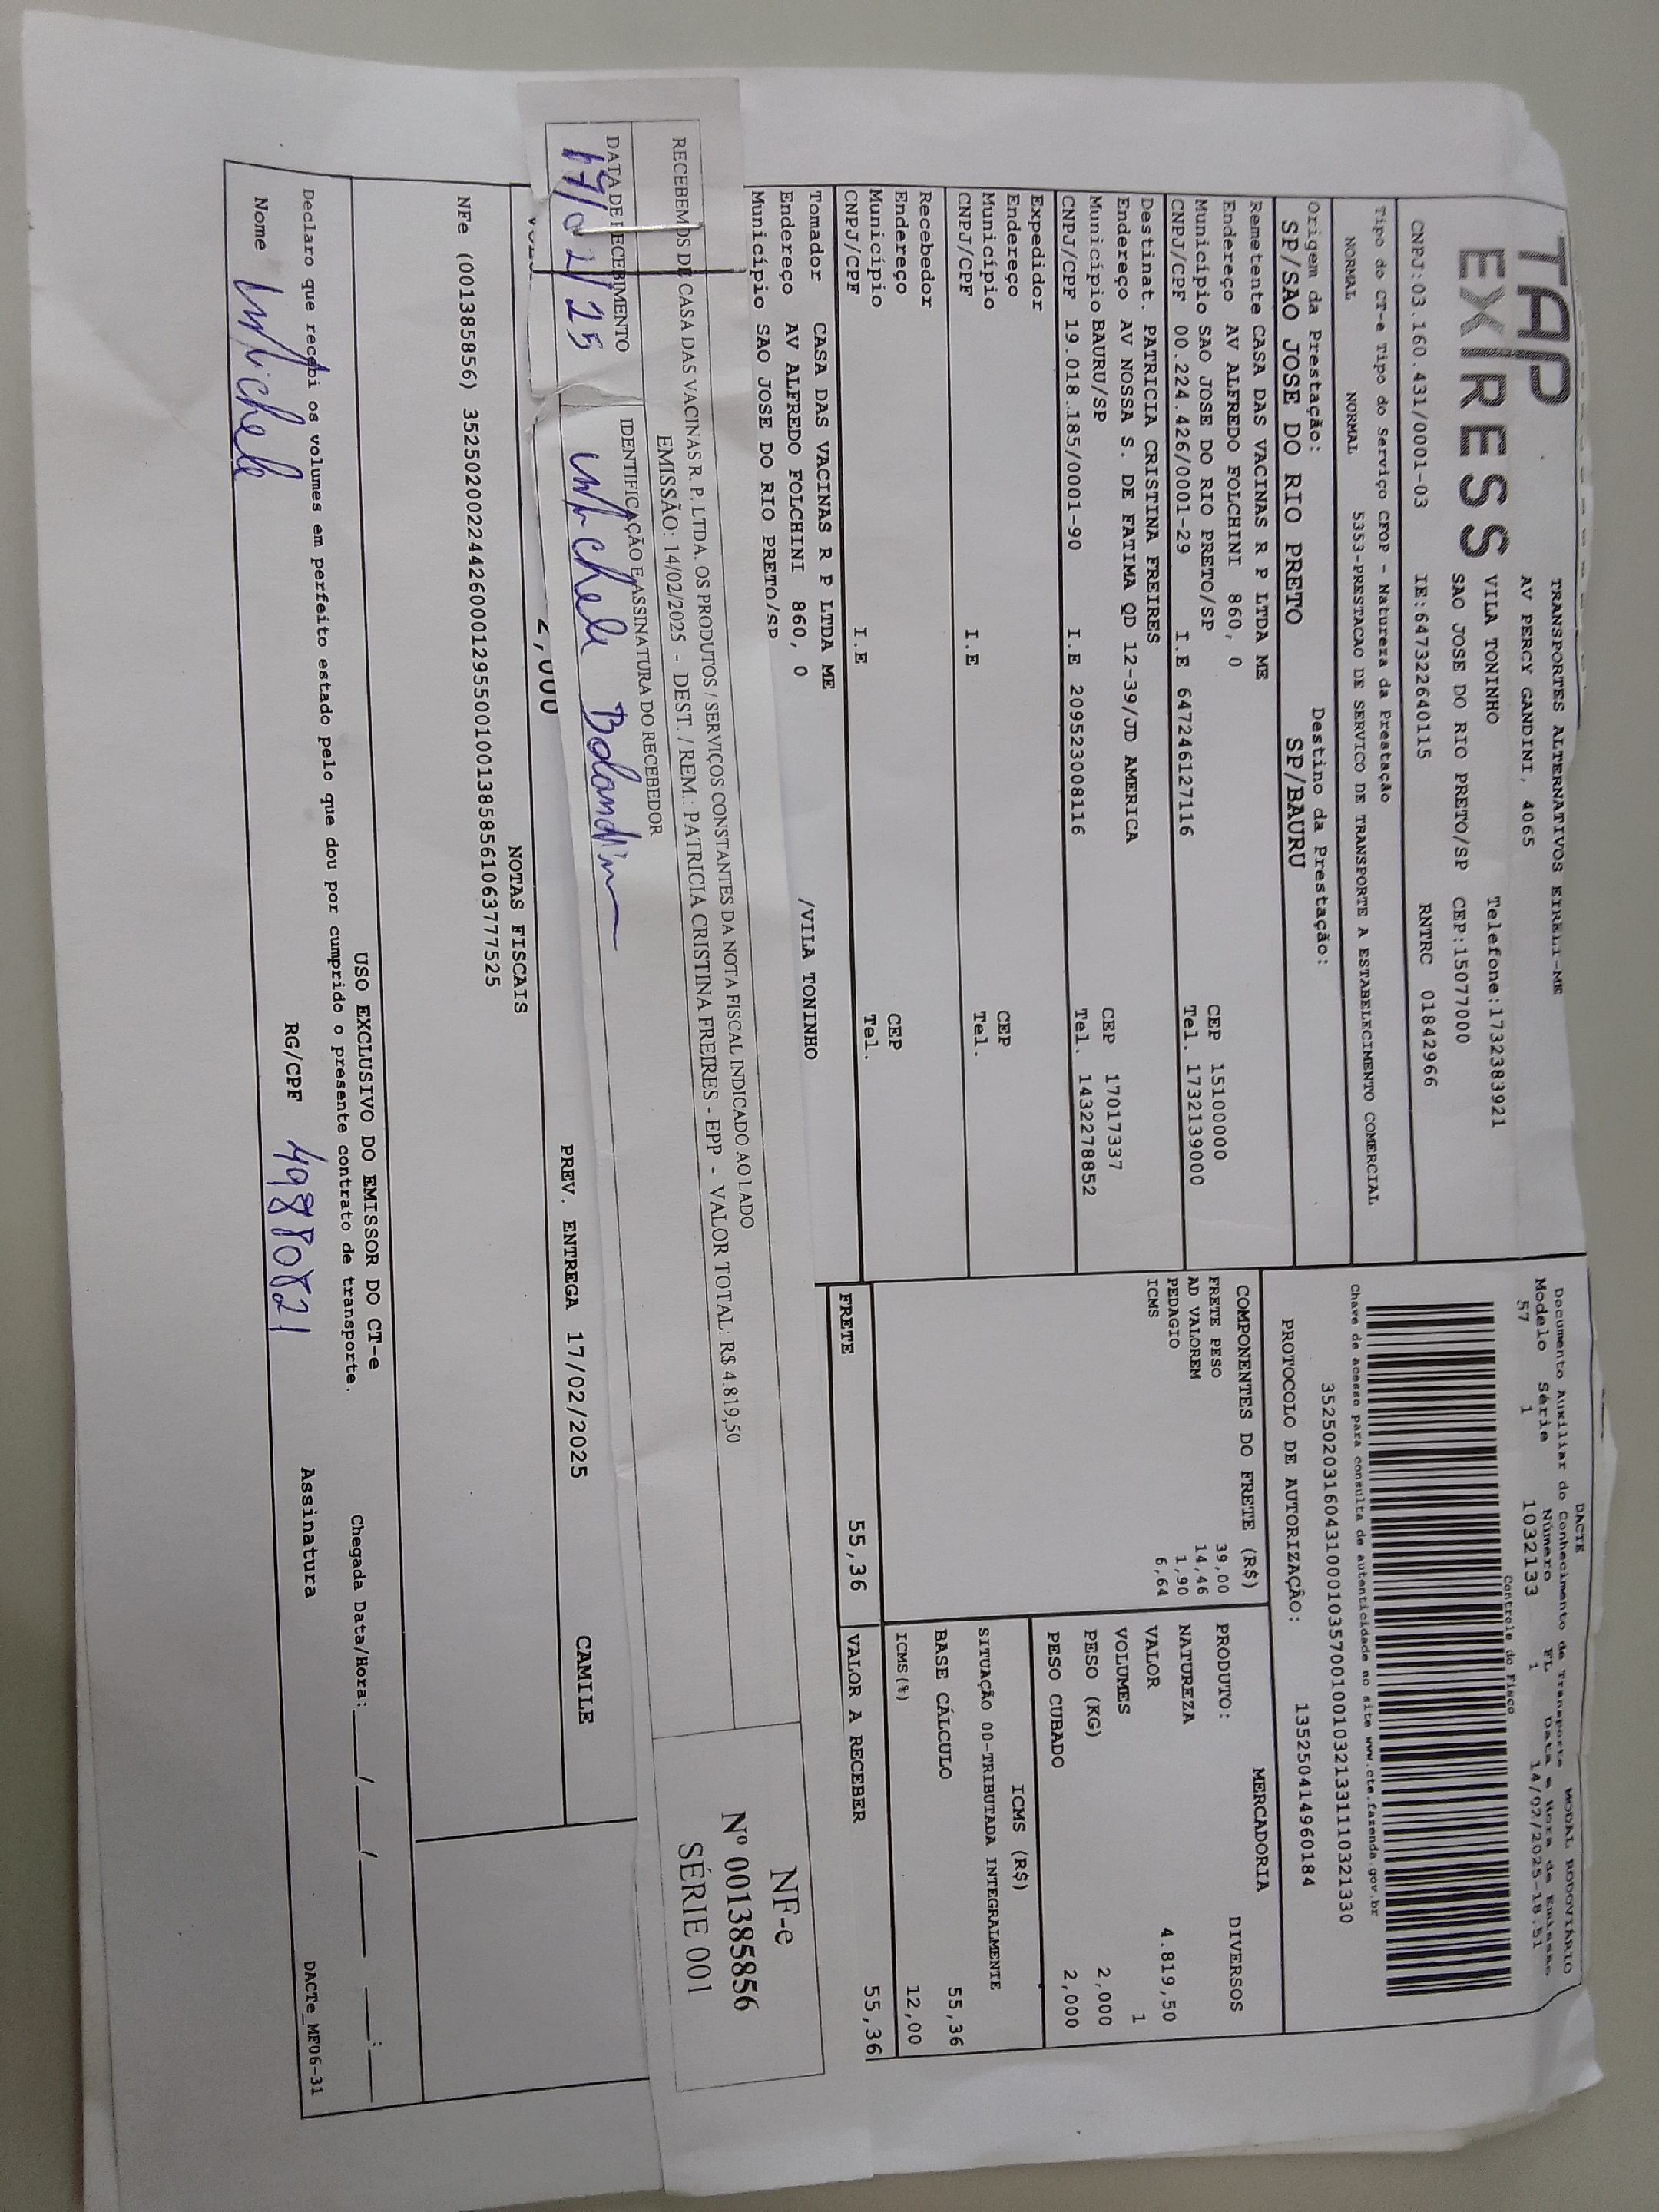 TAP
EXPRESS
TRANSPORTES ALTERNATIVOS EIRELI-ME
AV PERCY GANDINI, 4065
VILA TONINHO Telefone:1732383921
SAO JOSE DO RIO PRETO/SP CEP:15077000
CNPJ:03.160.431/0001-03 IE:647322640115 RNTRC 01842966
Tipo do CT-e Tipo do Serviço CFOP - Natureza da Prestação
NORMAL NORMAL 5353-PRESTACAO DE SERVICO DE TRANSPORTE A ESTABELECIMENTO COMERCIAL
Origem da Prestação: Destino da Prestação:
SP/SAO JOSE DO RIO PRETO SP/BAURU
DACTE MODAL RODOVIÁRIO
Documento Auxiliar do Conhecimento de Transporte
Modelo Série Número FL Data e Hora de Emissão
57 1 1032133 1 14/02/2025-18.51
Controle do Fisco
Chave de acesso para consulta de autenticidade no site www.cte.fazenda.gov.br
35250203160431000103570010010321331110321330
PROTOCOLO DE AUTORIZAÇÃO: 135250414960184
Remetente CASA DAS VACINAS R P LTDA ME
Endereço AV ALFREDO FOLCHINI 860, 0 CEP 15100000
Município SAO JOSE DO RIO PRETO/SP Tel. 1732139000
CNPJ/CPF 00.224.426/0001-29 I.E 647246127116
Destinat. PATRICIA CRISTINA FREIRES
Endereço AV NOSSA S. DE FATIMA QD 12-39/JD AMERICA
Município BAURU/SP CEP 17017337
CNPJ/CPF 19.018.185/0001-90 I.E 209523008116 Tel. 1432278852
Expedidor
Endereço
Município CEP
CNPJ/CPF I.E Tel.
Recebedor
Endereço
Município CEP
CNPJ/CPF I.E Tel.
Tomador CASA DAS VACINAS R P LTDA ME
Endereço AV ALFREDO FOLCHINI 860, 0 /VILA TONINHO
Município SAO JOSE DO RIO PRETO/SP
COMPONENTES DO FRETE (R$)
FRETE PESO 39,00
AD VALOREM 14,46
PEDAGIO 1,90
ICMS 6,64
FRETE 55,36
MERCADORIA
PRODUTO: DIVERSOS
NATUREZA
VALOR 4.819,50
VOLUMES 1
PESO (KG) 2,000
PESO CUBADO 2,000
ICMS (R$)
SITUAÇÃO 00-TRIBUTADA INTEGRALMENTE
BASE CÁLCULO 55,36
ICMS(%) 12,00
VALOR A RECEBER 55,36
RECEBEMOS DE CASA DAS VACINAS R. P. LTDA. OS PRODUTOS / SERVIÇOS CONSTANTES DA NOTA FISCAL INDICADO AO LADO
EMISSÃO: 14/02/2025 - DEST. / REM.: PATRICIA CRISTINA FREIRES - EPP - VALOR TOTAL: R$ 4.819,50
DATA DE RECEBIMENTO IDENTIFICAÇÃO E ASSINATURA DO RECEBEDOR
17/02/25 Michele
NF-e
Nº 001385856
SÉRIE 001
2,000
PREV. ENTREGA 17/02/2025 CAMILE
NOTAS FISCAIS
NFe (001385856) 35250200224426000129550010013858561063777525
USO EXCLUSIVO DO EMISSOR DO CT-e
Declaro que recebi os volumes em perfeito estado pelo que dou por cumprido o presente contrato de transporte. Chegada Data/Hora:___/___/_____ ___:___
Nome Michele RG/CPF 49880821 Assinatura
DACTe_MF06-31